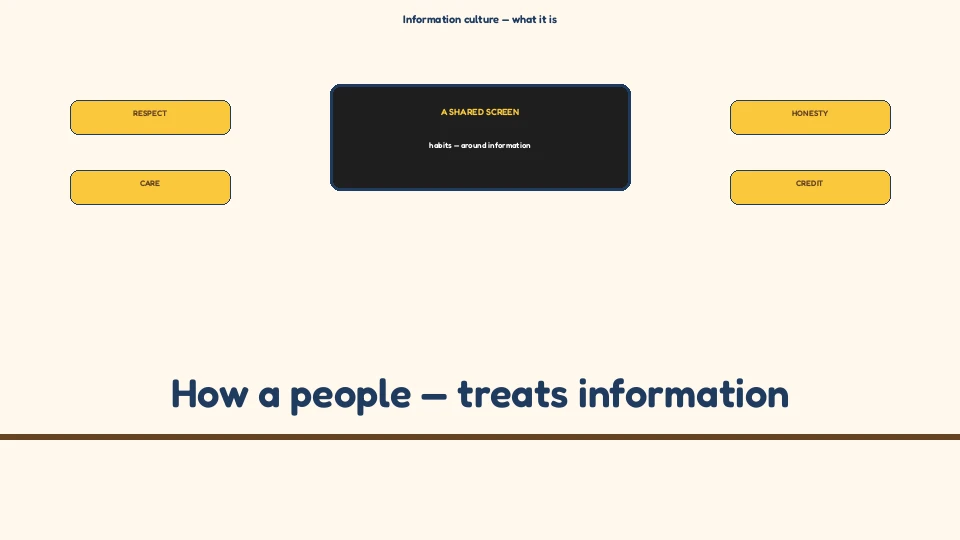 Information culture — what it is
RESPECT
A SHARED SCREEN
HONESTY
habits — around information
CARE
CREDIT
How a people — treats information